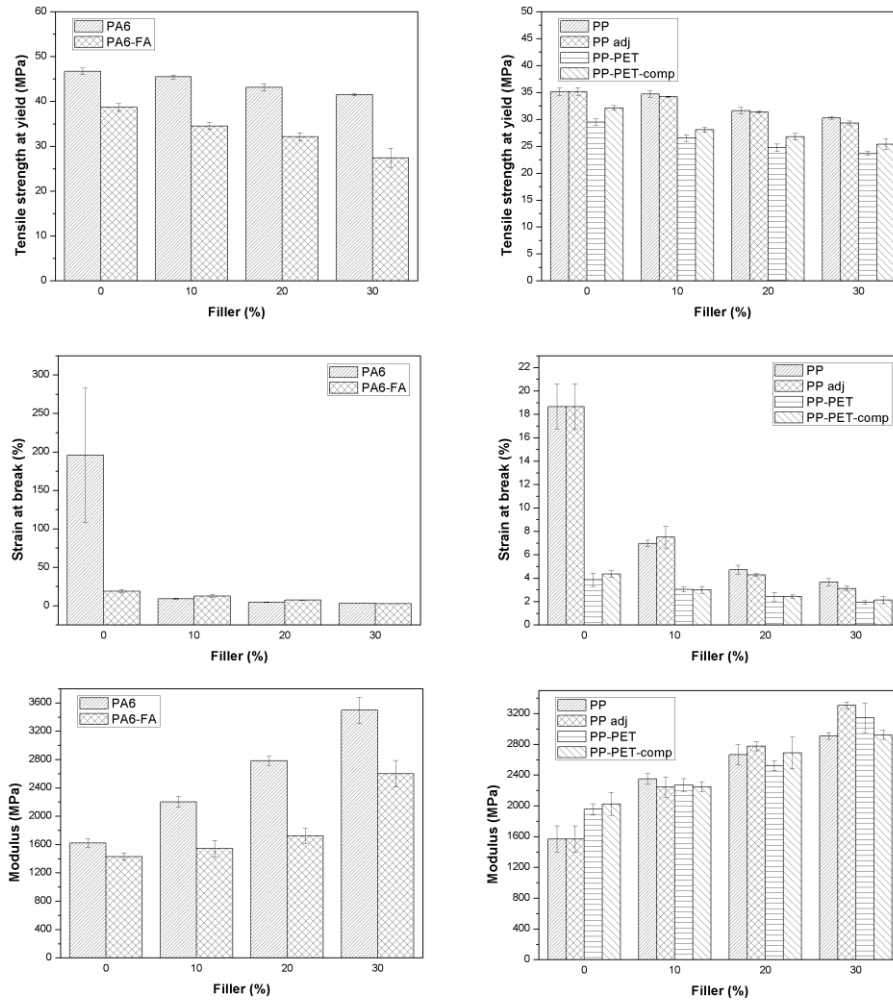 Tensile strength at yield (MPa)
60
50
40
30
20
10
0
PA6
PA6-FA
0 10 20 30
Filler (%)
Tensile strength at yield (MPa)
50
45
40
35
30
25
20
15
10
5
0
PP
PP adj
PP-PET
PP-PET-comp
0 10 20 30
Filler (%)
Strain at break (%)
300
250
200
150
100
50
0
PA6
PA6-FA
0 10 20 30
Filler (%)
Strain at break (%)
22
20
18
16
14
12
10
8
6
4
2
0
PP
PP adj
PP-PET
PP-PET-comp
0 10 20 30
Filler (%)
Modulus (MPa)
3600
3200
2800
2400
2000
1600
1200
800
400
0
PA6
PA6-FA
0 10 20 30
Filler (%)
Modulus (MPa)
3200
2800
2400
2000
1600
1200
800
400
0
PP
PP adj
PP-PET
PP-PET-comp
0 10 20 30
Filler (%)